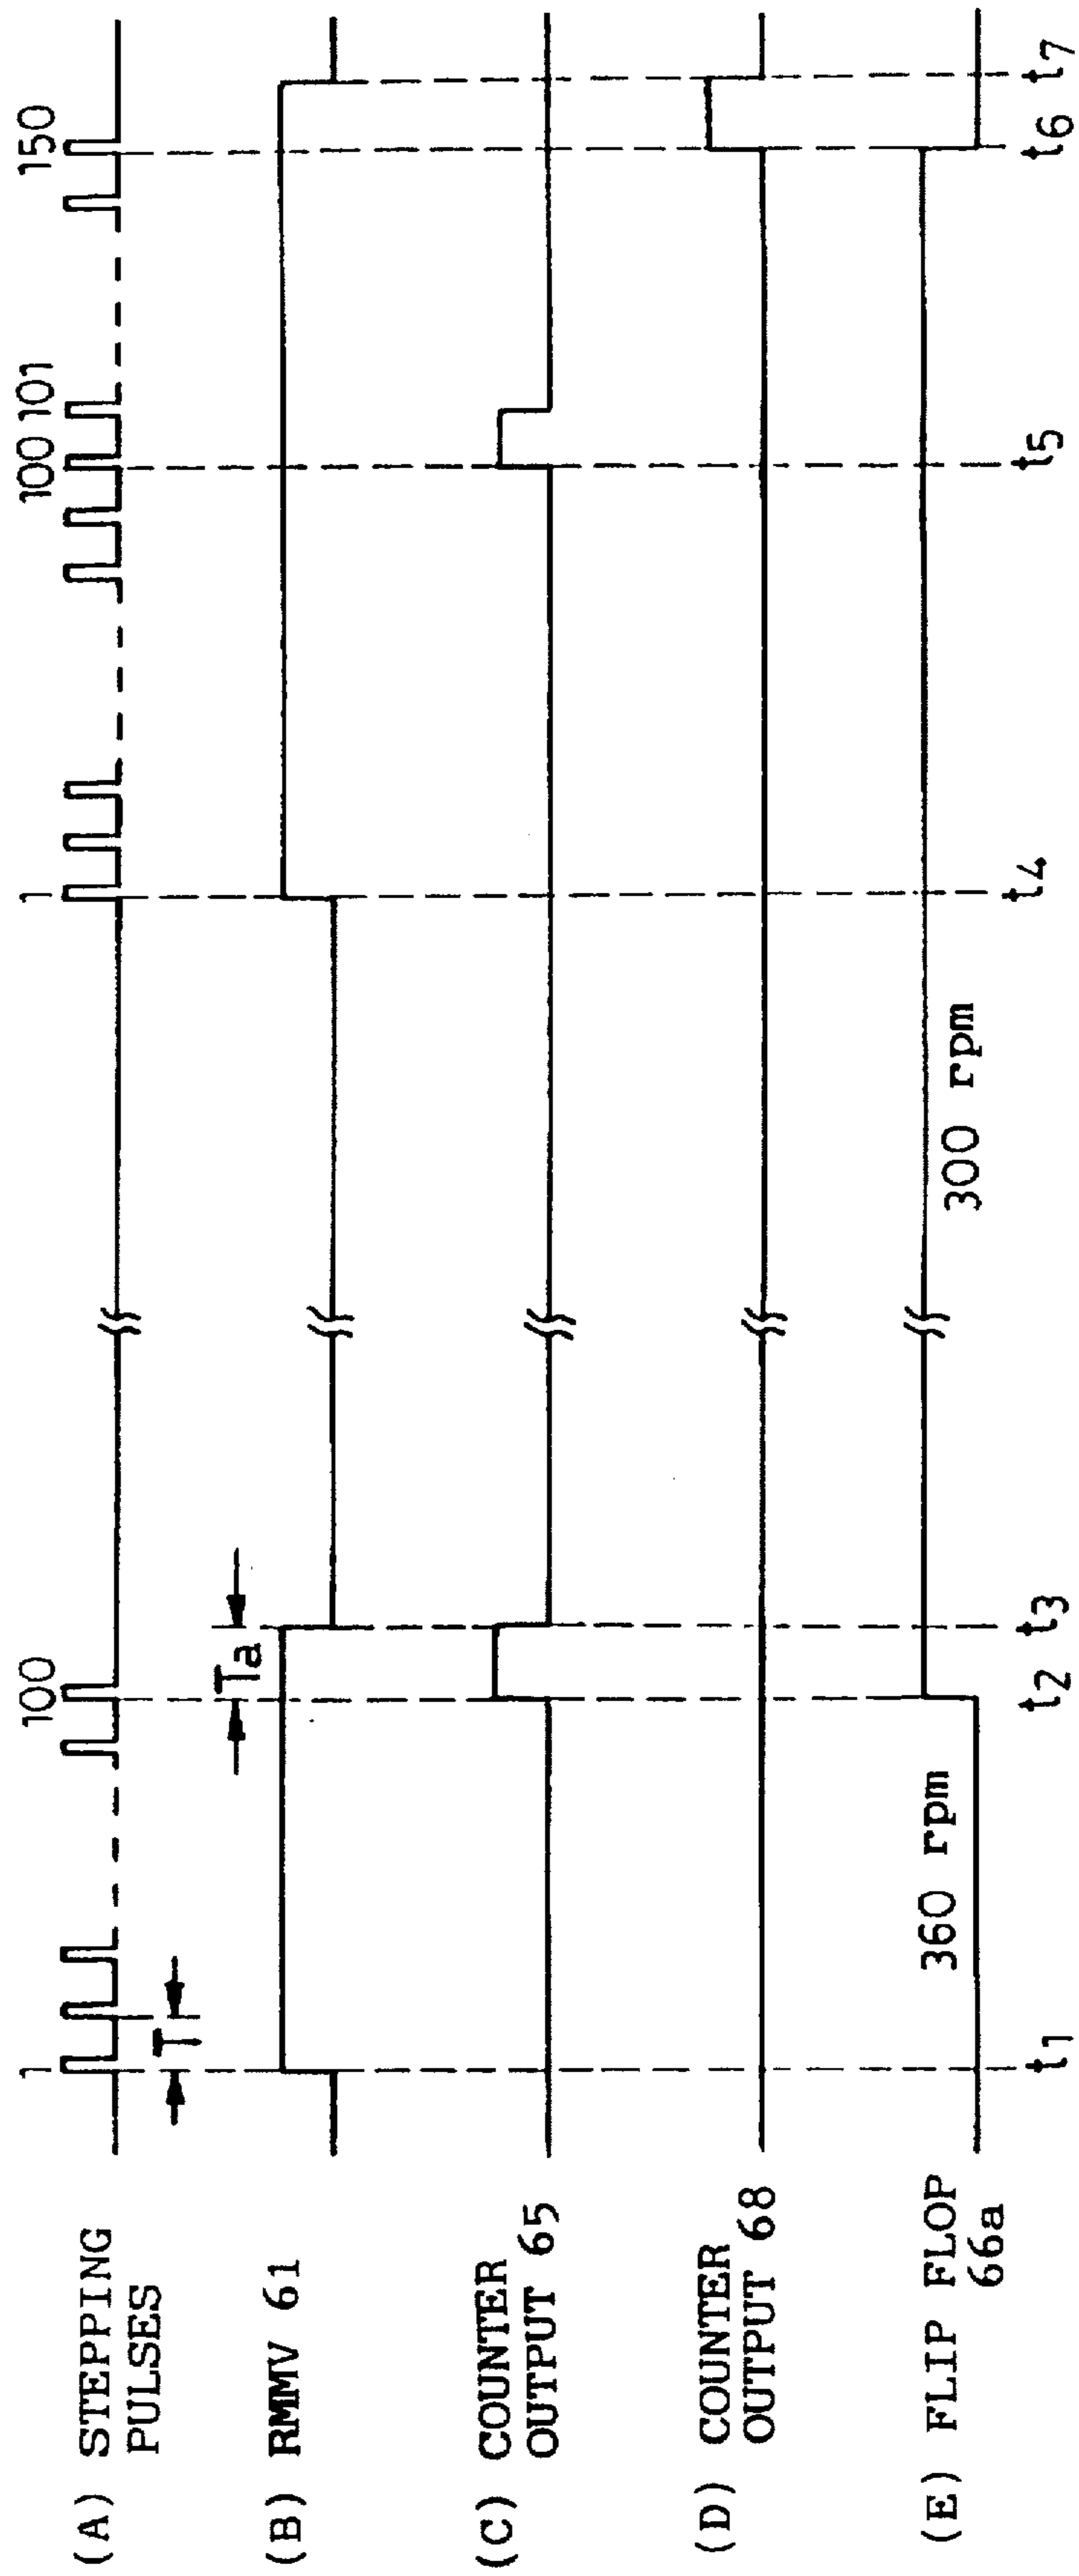 1
100
1
100
101
150
(A) STEPPING
PULSES
T
(B) RMMV 61
Ta
(C) COUNTER
OUTPUT 65
(D) COUNTER
OUTPUT 68
(E) FLIP FLOP
66a
360 rpm
300 rpm
t1
t2
t3
t4
t5
t6
t7